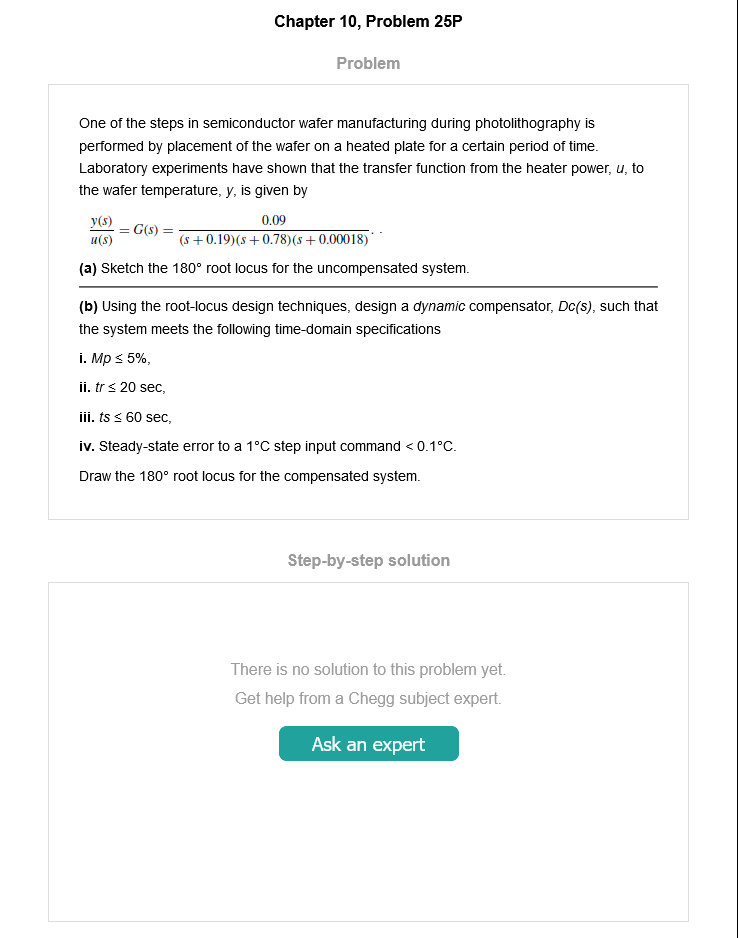 Chapter 10, Problem 25P
Problem
One of the steps in semiconductor wafer manufacturing during photolithography is
performed by placement of the wafer on a heated plate for a certain period of time.
Laboratory experiments have shown that the transfer function from the heater power, u, to
the wafer temperature, y, is given by
y(s)/u(s) = G(s) = 0.09/((s + 0.19)(s + 0.78)(s + 0.00018)) . .
(a) Sketch the 180° root locus for the uncompensated system.
(b) Using the root-locus design techniques, design a dynamic compensator, Dc(s), such that
the system meets the following time-domain specifications
i. Mp ≤ 5%,
ii. tr ≤ 20 sec,
iii. ts ≤ 60 sec,
iv. Steady-state error to a 1°C step input command < 0.1°C.
Draw the 180° root locus for the compensated system.
Step-by-step solution
There is no solution to this problem yet.
Get help from a Chegg subject expert.
Ask an expert